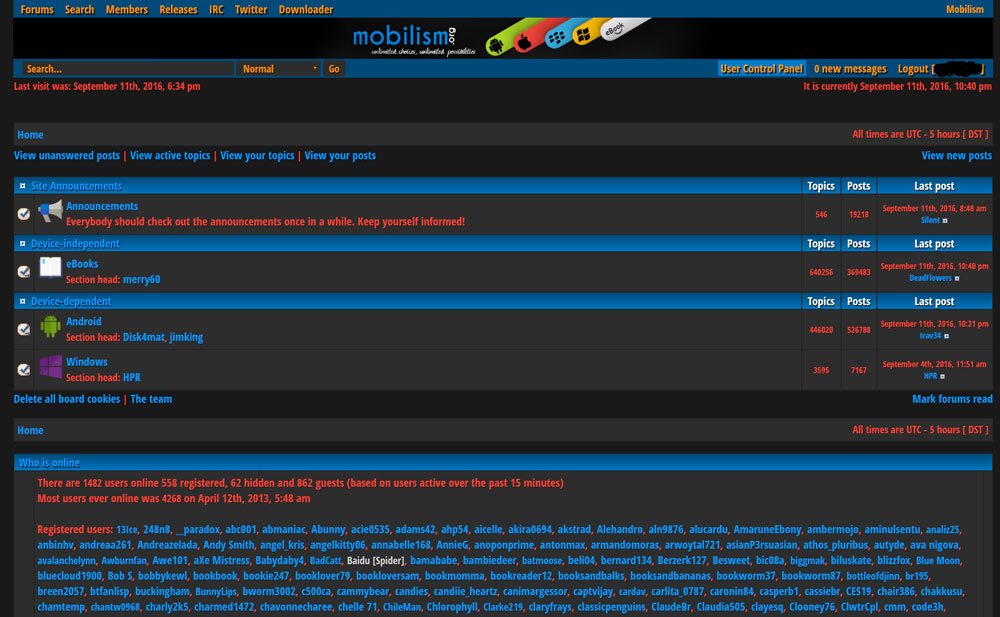 Forums Search Members Releases IRC Twitter Downloader Mobilism
mobilism.org
unlimited choices, unlimited possibilities
eBook
Search... Normal Go User Control Panel 0 new messages Logout [ ]
Last visit was: September 11th, 2016, 6:34 pm It is currently September 11th, 2016, 10:40 pm
Home All times are UTC - 5 hours [ DST ]
View unanswered posts | View active topics | View your topics | View your posts View new posts
Site Announcements Topics Posts Last post
Announcements
Everybody should check out the announcements once in a while. Keep yourself informed!
546 19218 September 11th, 2016, 8:48 am
Silent
Device-independent Topics Posts Last post
eBooks
Section head: merry60
640256 369483 September 11th, 2016, 10:40 pm
DeadFlowers
Device-dependent Topics Posts Last post
Android
Section head: Disk4mat, jimking
446020 526788 September 11th, 2016, 10:21 pm
trav34
Windows
Section head: HPR
3595 7167 September 4th, 2016, 11:51 am
HPR
Delete all board cookies | The team Mark forums read
Home All times are UTC - 5 hours [ DST ]
Who is online
There are 1482 users online 558 registered, 62 hidden and 862 guests (based on users active over the past 15 minutes)
Most users ever online was 4268 on April 12th, 2013, 5:48 am
Registered users: 13Ice, 248n8, __paradox, abc001, abmaniac, Abunny, acie0535, adams42, ahp54, aicelle, akira0694, akstrad, Alehandro, aln9876, alucardu, AmaruneEbony, ambermojo, aminulsentu, analiz25,
anbinhv, andreaa261, Andreazelada, Andy Smith, angel_kris, angelkitty06, annabelle168, AnnieG, anoponprime, antonmax, armandomoras, arwoytal721, asianP3rsuasian, athos_pluribus, autyde, ava nigova,
avalanchelynn, Awburnfan, Awe101, aXe Mistress, Babydaby4, BadCatt, Baidu [Spider], bamababe, bambiedeer, batmoose, beli04, bernard134, Berzerk127, Besweet, bic08a, biggmak, biluskate, blizzfox, Blue Moon,
bluecloud1900, Bob S, bobbykewl, bookbook, bookie247, booklover79, bookloversam, bookmomma, bookreader12, booksandbalks, booksandbananas, bookworm37, bookworm87, bottleofdjinn, br195,
breen2057, btfanlisp, buckingham, BunnyLips, bworm3002, c500ca, cammybear, candies, candiie_heartz, canimargessor, captvijay, cardav, carlita_0787, caronin84, casperb1, cassiebr, CES19, chair386, chakkusu,
chamtemp, chantw0968, charly2k5, charmed1472, chavonnecharee, chelle 71, ChileMan, Chlorophyll, Clarke219, claryfrays, classicpenguins, ClaudeBr, Claudia505, clayesq, Clooney76, ClwtrCpl, cmm, code3h,